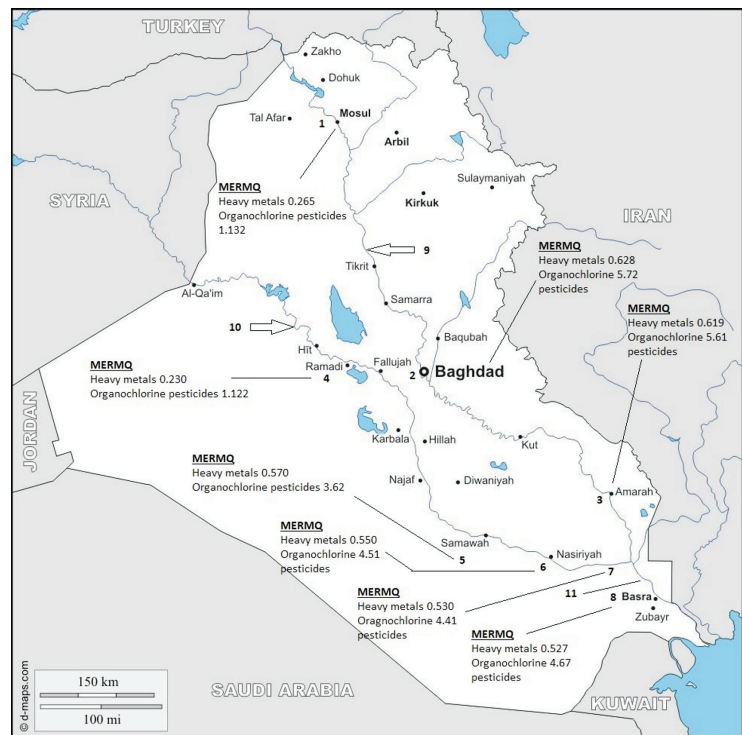 TURKEY
Zakho
Dohuk
Tal Afar
1
Mosul
Arbil
SYRIA
MERMQ
Heavy metals 0.265
Organochlorine pesticides
1.132
Sulaymaniyah
Kirkuk
IRAN
9
Tikrit
MERMQ
Heavy metals 0.628
Organochlorine 5.72
pesticides
Al-Qa'im
Samarra
MERMQ
Heavy metals 0.619
Organochlorine 5.61
pesticides
10
Baqubah
Hīt
MERMQ
Heavy metals 0.230
Organochlorine pesticides 1.122
Ramadi
4
Fallujah
2
Baghdad
JORDAN
Karbala
Hillah
Kut
MERMQ
Heavy metals 0.570
Organochlorine pesticides 3.62
Najaf
Diwaniyah
3
Amarah
MERMQ
Heavy metals 0.550
Organochlorine 4.51
pesticides
Samawah
5
Nasiriyah
6
7
MERMQ
Heavy metals 0.530
Oragnochlorine 4.41
pesticides
11
8
Basra
Zubayr
MERMQ
Heavy metals 0.527
Organochlorine 4.67
pesticides
150 km
100 mi
© d-maps.com
SAUDI ARABIA
KUWAIT